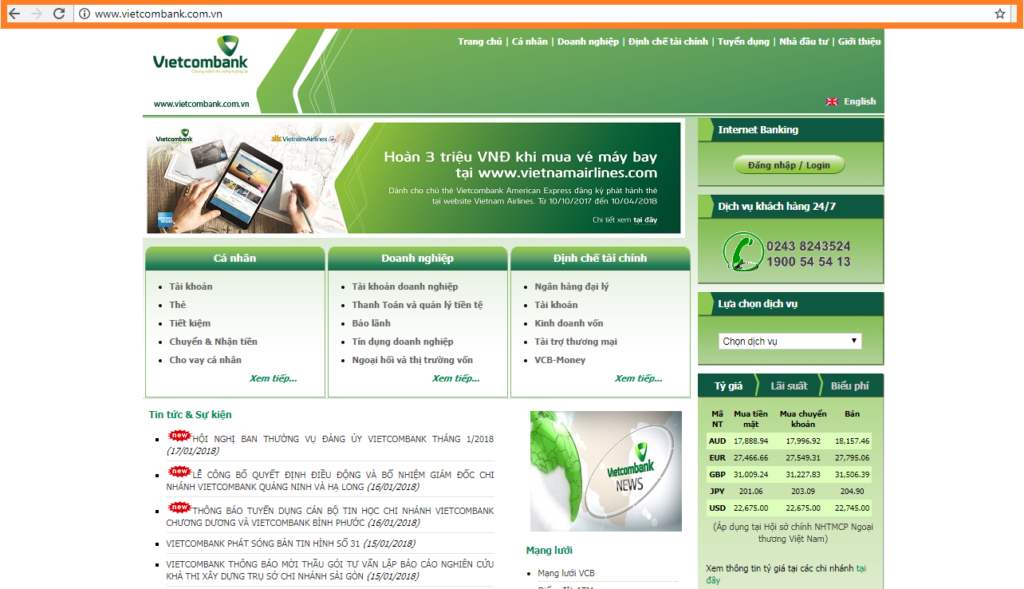 www.vietcombank.com.vn
Vietcombank
Trang chủ | Cá nhân | Doanh nghiệp | Định chế tài chính | Tuyển dụng | Nhà đầu tư | Giới thiệu
www.vietcombank.com.vn
English
Vietcombank
VietnamAirlines
Hoàn 3 triệu VNĐ khi mua vé máy bay
tại www.vietnamairlines.com
Dành cho chủ thẻ Vietcombank American Express đăng ký phát hành thẻ
tại website Vietnam Airlines. Từ 10/10/2017 đến 10/04/2018
Chi tiết xem tại đây
Internet Banking
Đăng nhập / Login
Dịch vụ khách hàng 24/7
0243 8243524
1900 54 54 13
Lựa chọn dịch vụ
Chọn dịch vụ
Cá nhân
Tài khoản
Thẻ
Tiết kiệm
Chuyển & Nhận tiền
Cho vay cá nhân
Xem tiếp...
Doanh nghiệp
Tài khoản doanh nghiệp
Thanh Toán và quản lý tiền tệ
Bảo lãnh
Tín dụng doanh nghiệp
Ngoại hối và thị trường vốn
Xem tiếp...
Định chế tài chính
Ngân hàng đại lý
Tài khoản
Kinh doanh vốn
Tài trợ thương mại
VCB-Money
Xem tiếp...
Tỷ giá Lãi suất Biểu phí
Mã NT Mua tiền mặt Mua chuyển khoản Bán
AUD 17,888.94 17,996.92 18,157.46
EUR 27,466.66 27,549.31 27,795.06
GBP 31,009.24 31,227.83 31,506.39
JPY 201.06 203.09 204.90
USD 22,675.00 22,675.00 22,745.00
(Áp dụng tại Hội sở chính NHTMCP Ngoại
thương Việt Nam)
Xem thông tin tỷ giá tại các chi nhánh tại
đây
Tin tức & Sự kiện
new HỘI NGHỊ BAN THƯỜNG VỤ ĐẢNG ỦY VIETCOMBANK THÁNG 1/2018
(17/01/2018)
new LỄ CÔNG BỐ QUYẾT ĐỊNH ĐIỀU ĐỘNG VÀ BỔ NHIỆM GIÁM ĐỐC CHI
NHÁNH VIETCOMBANK QUẢNG NINH VÀ HẠ LONG (16/01/2018)
new THÔNG BÁO TUYỂN DỤNG CÁN BỘ TIN HỌC CHI NHÁNH VIETCOMBANK
CHƯƠNG DƯƠNG VÀ VIETCOMBANK BÌNH PHƯỚC (16/01/2018)
VIETCOMBANK PHÁT SÓNG BẢN TIN HÌNH SỐ 31 (15/01/2018)
VIETCOMBANK THÔNG BÁO MỜI THẦU GÓI TƯ VẤN LẬP BÁO CÁO NGHIÊN CỨU
KHẢ THI XÂY DỰNG TRỤ SỞ CHI NHÁNH SÀI GÒN (15/01/2018)
Vietcombank
NEWS
Mạng lưới
Mạng lưới VCB